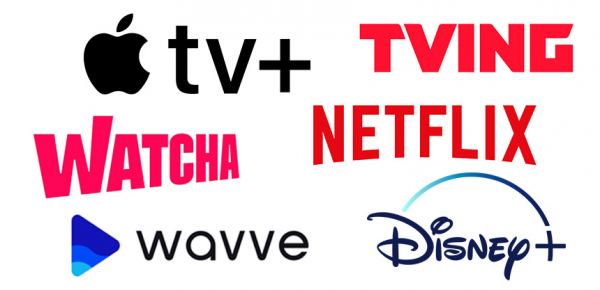 tv+
TVING
WATCHA
NETFLIX
wavve
Disney+